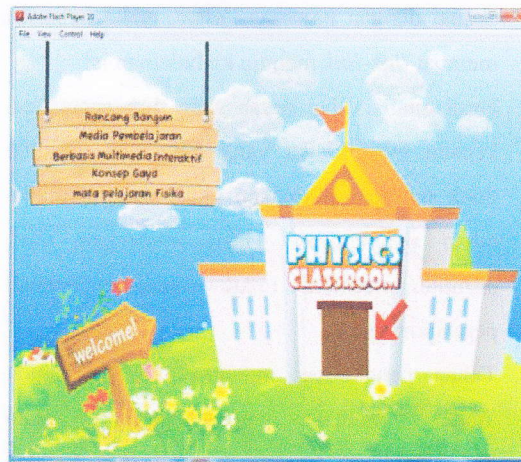 Adobe Flash Player 10
File View Control Help
Rancang Bangun
Media Pembelajaran
Berbasis Multimedia Interaktif
Konsep Gaya
mata pelajaran Fisika
PHYSICS
CLASSROOM
welcome!